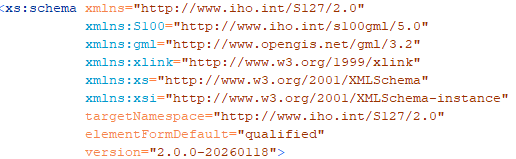 <xs:schema xmlns="http://www.iho.int/S127/2.0"
xmlns:S100="http://www.iho.int/s100gml/5.0"
xmlns:gml="http://www.opengis.net/gml/3.2"
xmlns:xlink="http://www.w3.org/1999/xlink"
xmlns:xs="http://www.w3.org/2001/XMLSchema"
xmlns:xsi="http://www.w3.org/2001/XMLSchema-instance"
targetNamespace="http://www.iho.int/S127/2.0"
elementFormDefault="qualified"
version="2.0.0-20260118">